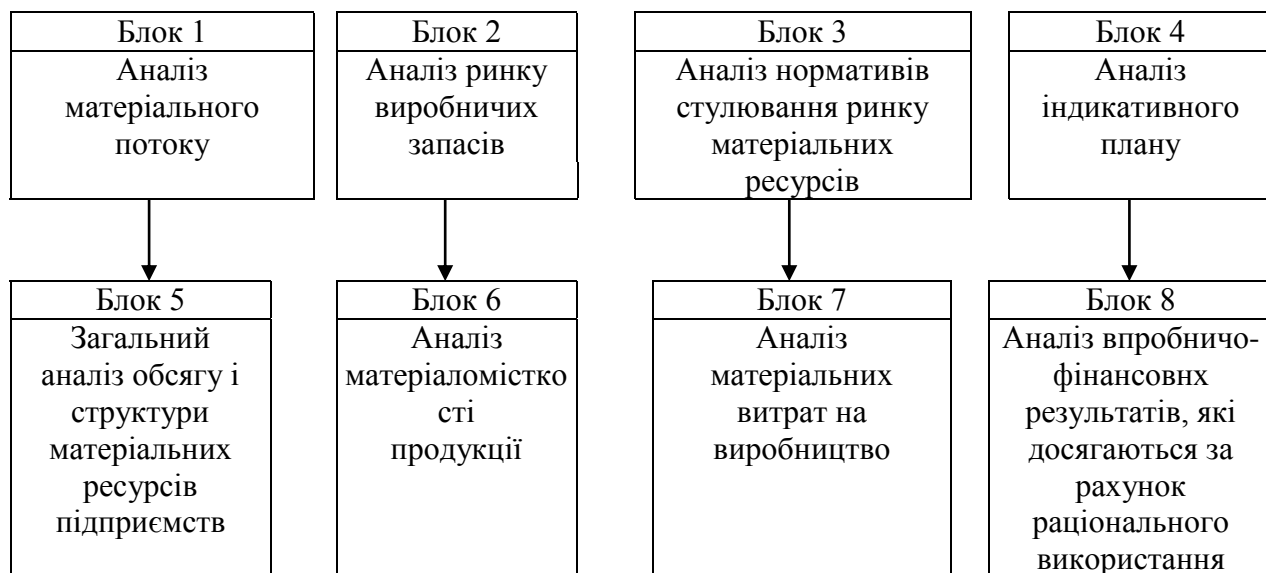 Блок 1
Аналіз
матеріального
потоку
Блок 2
Аналіз ринку
виробничих
запасів
Блок 3
Аналіз нормативів
стулювання ринку
матеріальних
ресурсів
Блок 4
Аналіз
індикативного
плану
Блок 5
Загальний
аналіз обсягу і
структури
матеріальних
ресурсів
підприємств
Блок 6
Аналіз
матеріаломістко
сті
продукції
Блок 7
Аналіз
матеріальних
витрат на
виробництво
Блок 8
Аналіз впробничо-
фінансовнх
результатів, які
досягаються за
рахунок
раціонального
використання